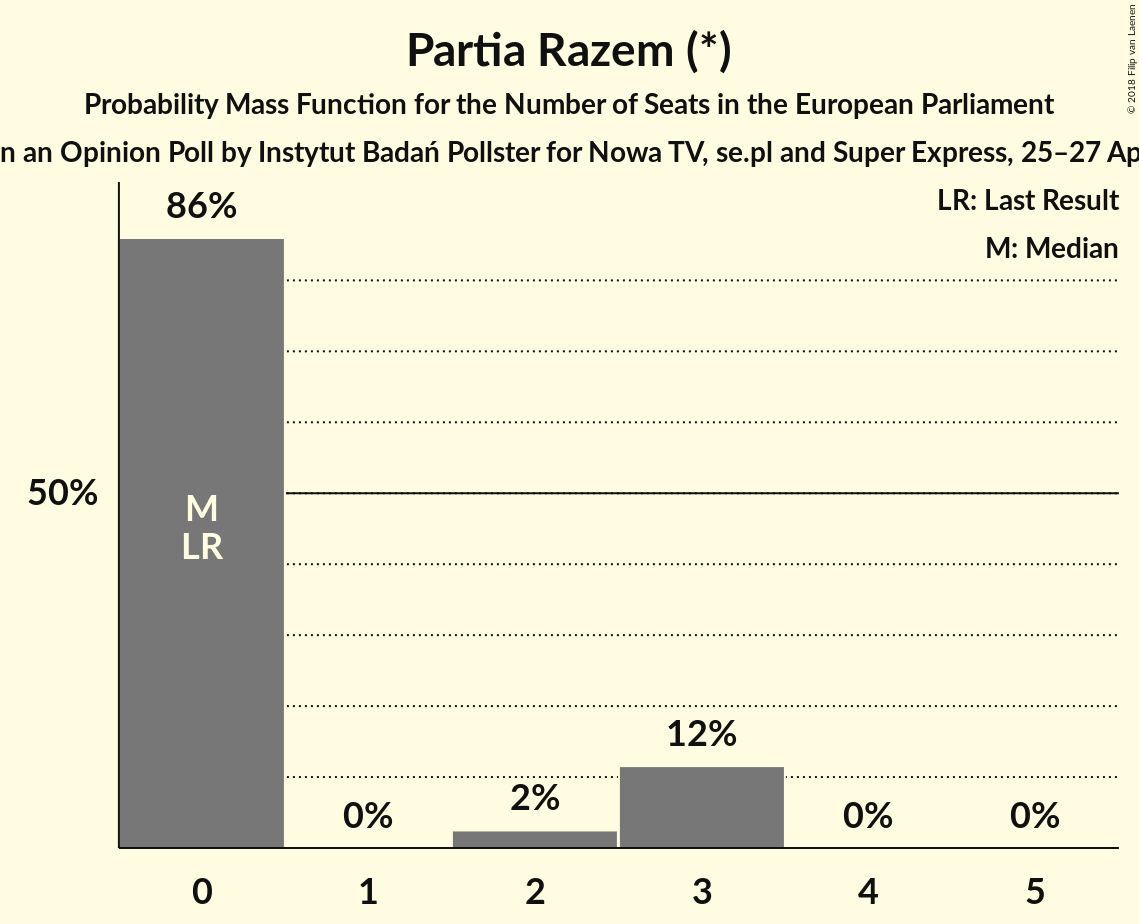 Partia Razem (*)
Probability Mass Function for the Number of Seats in the European Parliament
an Opinion Poll by Instytut Badań Pollster for Nowa TV, se.pl and Super Express, 25–27
© 2018 Filip van Laenen
LR: Last Result
M: Median
86%
50%
M
LR
12%
2%
0%
0%
0%
0
1
2
3
4
5